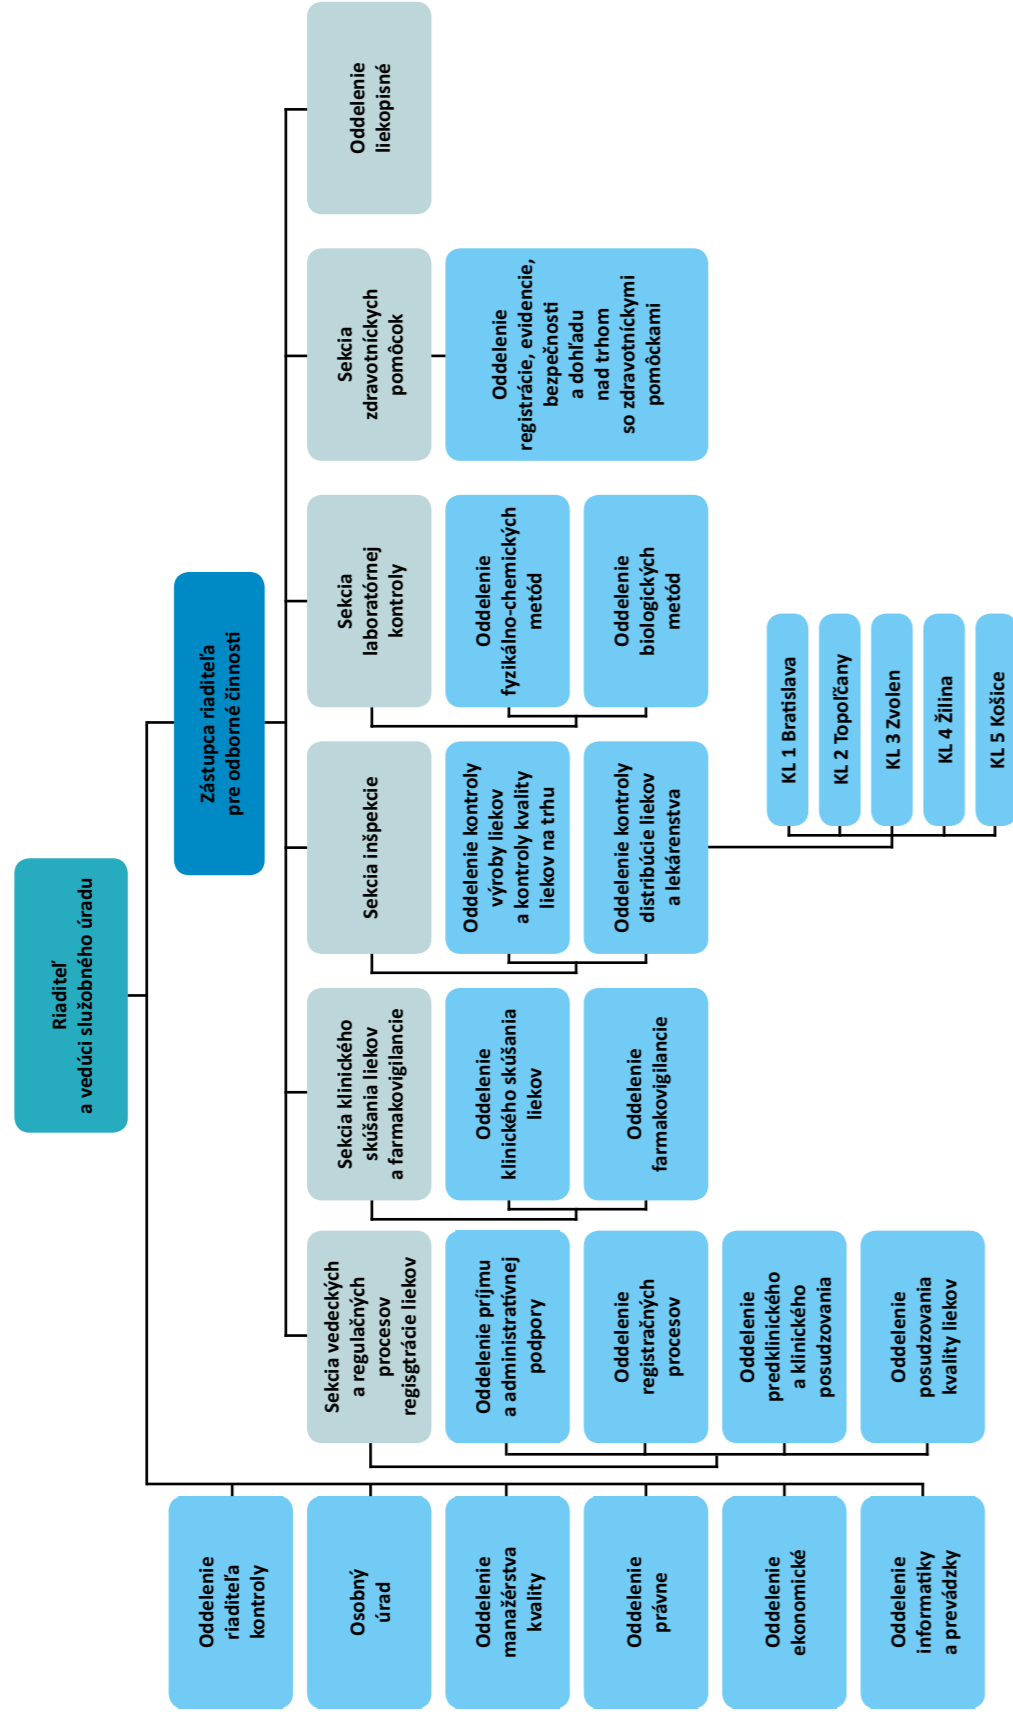 Riaditeľ
a vedúci služobného úradu
Zástupca riaditeľa
pre odborné činnosti
Oddelenie
riaditeľa
kontroly
Osobný
úrad
Oddelenie
manažérstva
kvality
Oddelenie
právne
Oddelenie
ekonomické
Oddelenie
informatiky
a prevádzky
Sekcia vedeckých
a regulačných
procesov
regisgtrácie liekov
Oddelenie príjmu
a administratívnej
podpory
Oddelenie
registračných
procesov
Oddelenie
predklinického
a klinického
posudzovania
Oddelenie
posudzovania
kvality liekov
Sekcia klinického
skúšania liekov
a farmakovigilancie
Oddelenie
klinického skúšania
liekov
Oddelenie
farmakovigilancie
Sekcia inšpekcie
Oddelenie kontroly
výroby liekov
a kontroly kvality
liekov na trhu
Oddelenie kontroly
distribúcie liekov
a lekárenstva
KL 1 Bratislava
KL 2 Topoľčany
KL 3 Zvolen
KL 4 Žilina
KL 5 Košice
Sekcia
laboratórnej
kontroly
Oddelenie
fyzikálno-chemických
metód
Oddelenie
biologických
metód
Sekcia
zdravotníckych
pomôcok
Oddelenie
registrácie, evidencie,
bezpečnosti
a dohľadu
nad trhom
so zdravotníckymi
pomôckami
Oddelenie
liekopisné